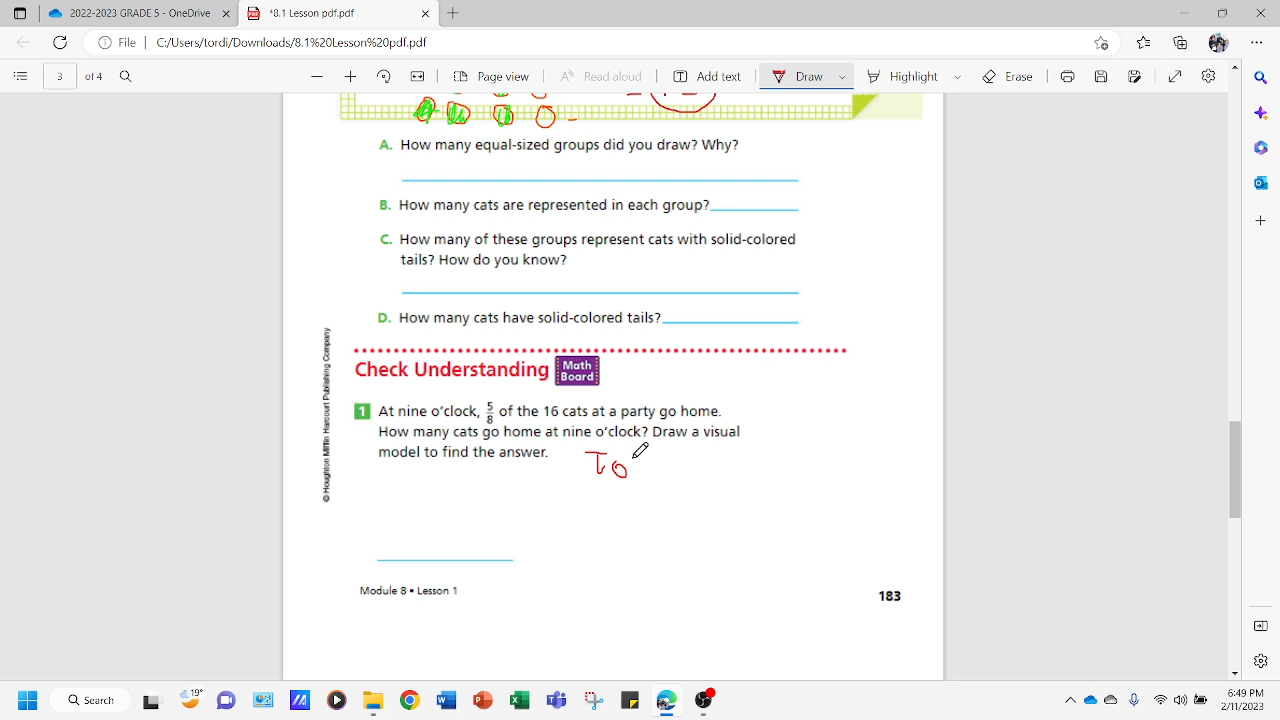 2022-2023 GRADE 5 - OneDrive
*8.1 Lesson pdf.pdf
File
C:/Users/tordi/Downloads/8.1%20Lesson%20pdf.pdf
3 of 4
Page view
Read aloud
Add text
Draw
Highlight
Erase
A. How many equal-sized groups did you draw? Why?
B. How many cats are represented in each group?
C. How many of these groups represent cats with solid-colored
tails? How do you know?
D. How many cats have solid-colored tails?
Check Understanding Math Board
1 At nine o'clock, 5/8 of the 16 cats at a party go home.
How many cats go home at nine o'clock? Draw a visual
model to find the answer.
To
© Houghton Mifflin Harcourt Publishing Company
Module 8 • Lesson 1
183
Search
6:49 PM
2/11/2023